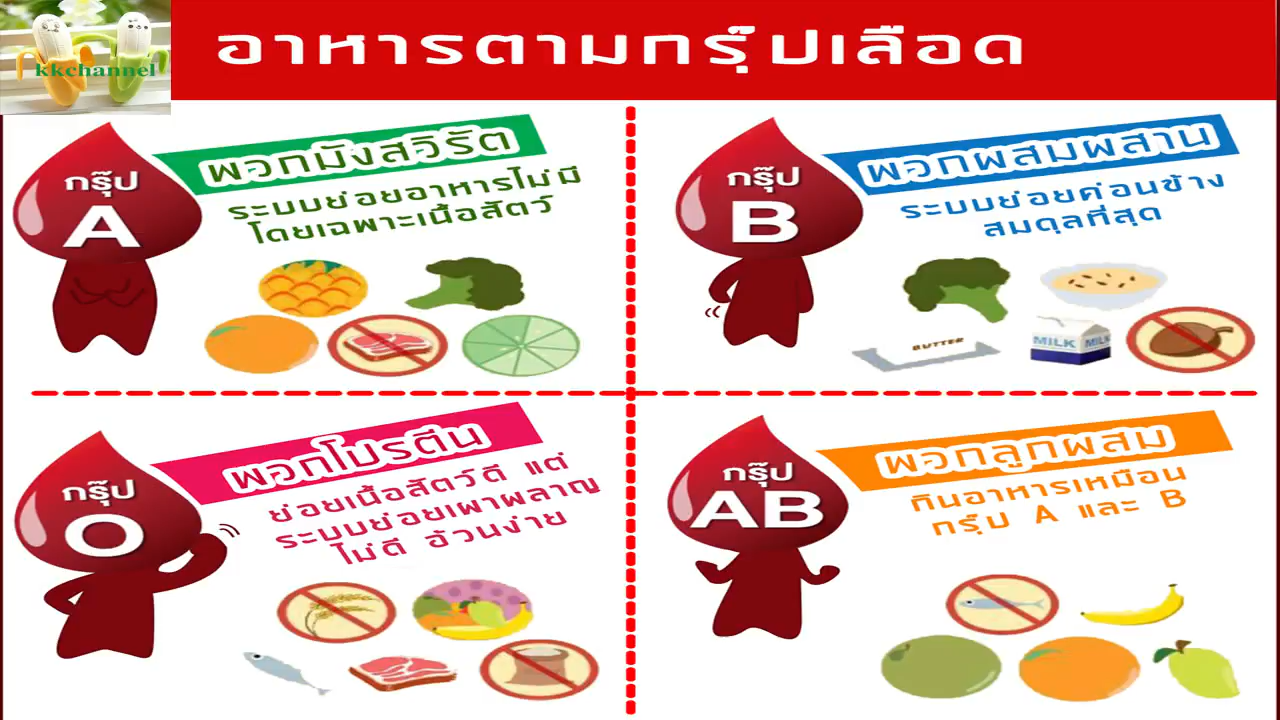 kkchannel
อาหารตามกรุ๊ปเลือด
กรุ๊ป
A
พวกมังสวิรัต
ระบบย่อยอาหารไม่มี
โดยเฉพาะเนื้อสัตว์
กรุ๊ป
B
พวกผสมผสาน
ระบบย่อยค่อนข้าง
สมดุลที่สุด
BUTTER
MILK
MILK
กรุ๊ป
O
พวกโปรตีน
ย่อยเนื้อสัตว์ดี แต่
ระบบย่อยเผาผลาญ
ไม่ดี อ้วนง่าย
กรุ๊ป
AB
พวกลูกผสม
กินอาหารเหมือน
กรุ๊บ A และ B